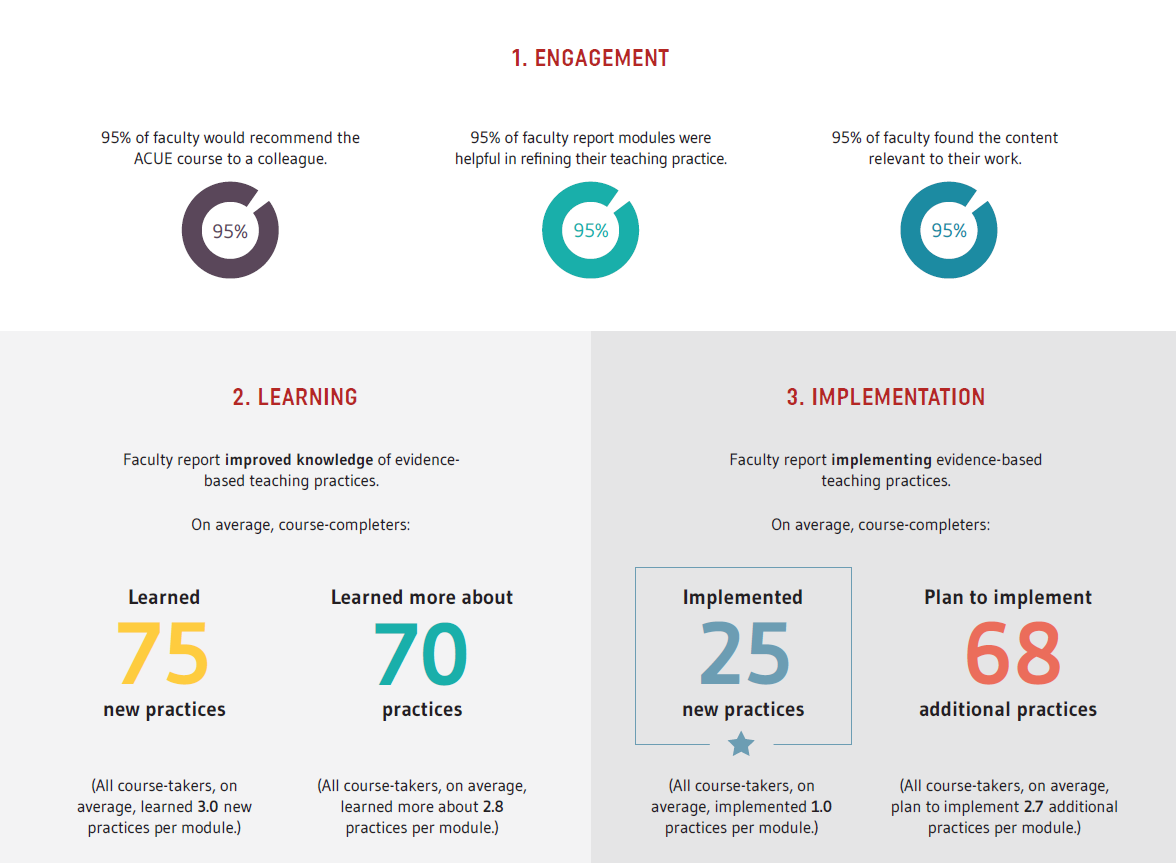 1. ENGAGEMENT
95% of faculty would recommend the
ACUE course to a colleague.
95%
95% of faculty report modules were
helpful in refining their teaching practice.
95%
95% of faculty found the content
relevant to their work.
95%
2. LEARNING
Faculty report improved knowledge of evidence-
based teaching practices.
On average, course-completers:
Learned
75
new practices
(All course-takers, on
average, learned 3.0 new
practices per module.)
Learned more about
70
practices
(All course-takers, on average,
learned more about 2.8
practices per module.)
3. IMPLEMENTATION
Faculty report implementing evidence-based
teaching practices.
On average, course-completers:
Implemented
25
new practices
(All course-takers, on
average, implemented 1.0
practices per module.)
Plan to implement
68
additional practices
(All course-takers, on average,
plan to implement 2.7 additional
practices per module.)